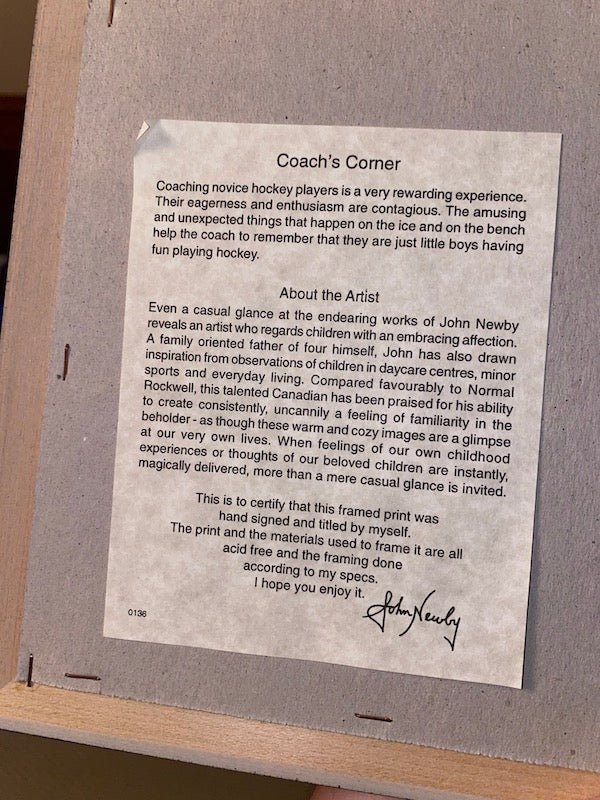 Coach's Corner
Coaching novice hockey players is a very rewarding experience.
Their eagerness and enthusiasm are contagious. The amusing
and unexpected things that happen on the ice and on the bench
help the coach to remember that they are just little boys having
fun playing hockey.
About the Artist
Even a casual glance at the endearing works of John Newby
reveals an artist who regards children with an embracing affection.
A family oriented father of four himself, John has also drawn
inspiration from observations of children in daycare centres, minor
sports and everyday living. Compared favourably to Normal
Rockwell, this talented Canadian has been praised for his ability
to create consistently, uncannily a feeling of familiarity in the
beholder - as though these warm and cozy images are a glimpse
at our very own lives. When feelings of our own childhood
experiences or thoughts of our beloved children are instantly,
magically delivered, more than a mere casual glance is invited.
This is to certify that this framed print was
hand signed and titled by myself.
The print and the materials used to frame it are all
acid free and the framing done
according to my specs.
I hope you enjoy it.
John Newby
0136